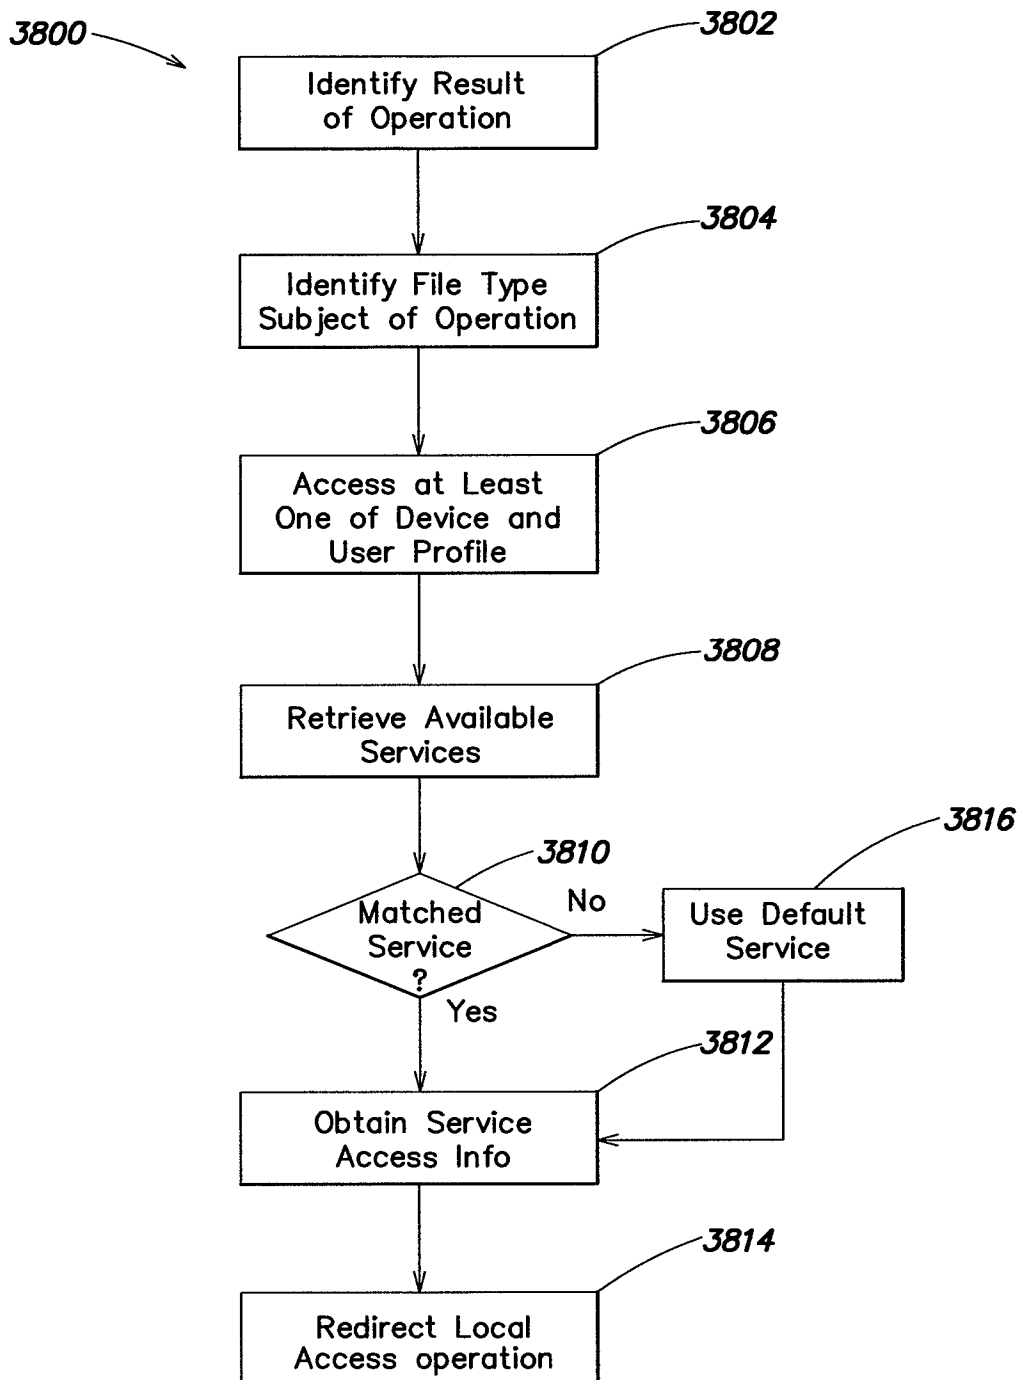 3800
3802
Identify Result
of Operation
3804
Identify File Type
Subject of Operation
3806
Access at Least
One of Device and
User Profile
3808
Retrieve Available
Services
3810
Matched
Service
?
No
3816
Use Default
Service
Yes
3812
Obtain Service
Access Info
3814
Redirect Local
Access operation